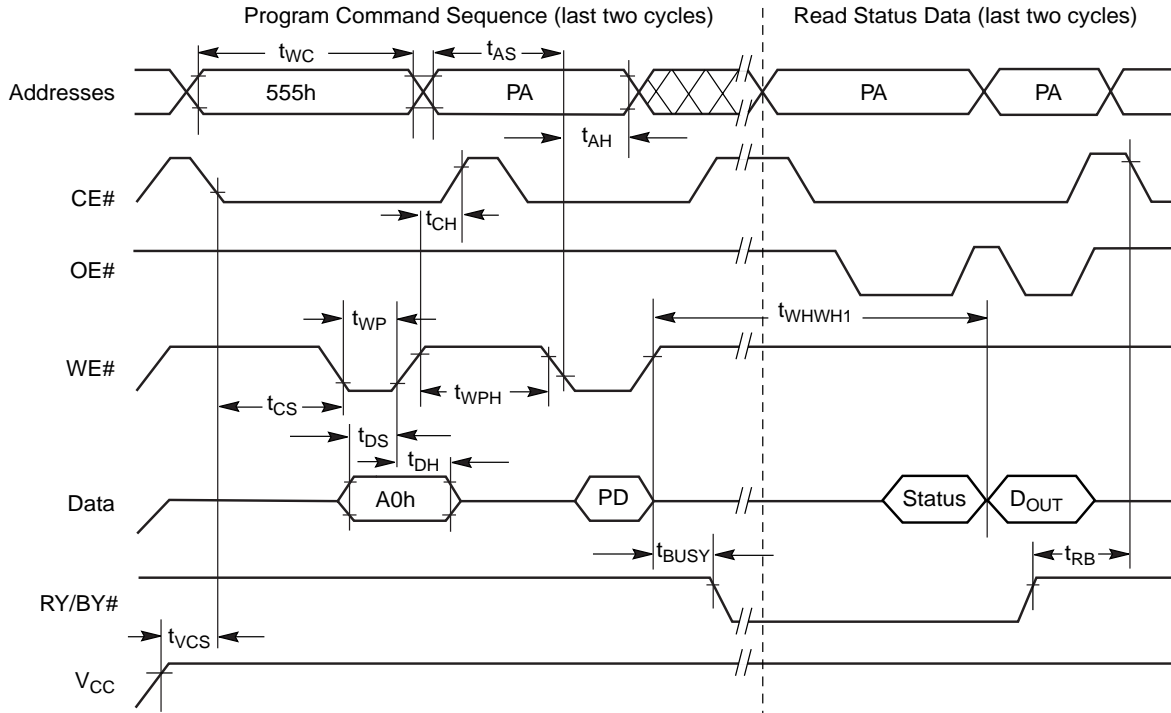 Program Command Sequence (last two cycles)
Read Status Data (last two cycles)
tWC
tAS
Addresses
555h
PA
PA
PA
tAH
CE#
tCH
OE#
tWP
tWHWH1
WE#
tCS
tWPH
tDS
tDH
Data
A0h
PD
Status
DOUT
tBUSY
tRB
RY/BY#
tVCS
VCC